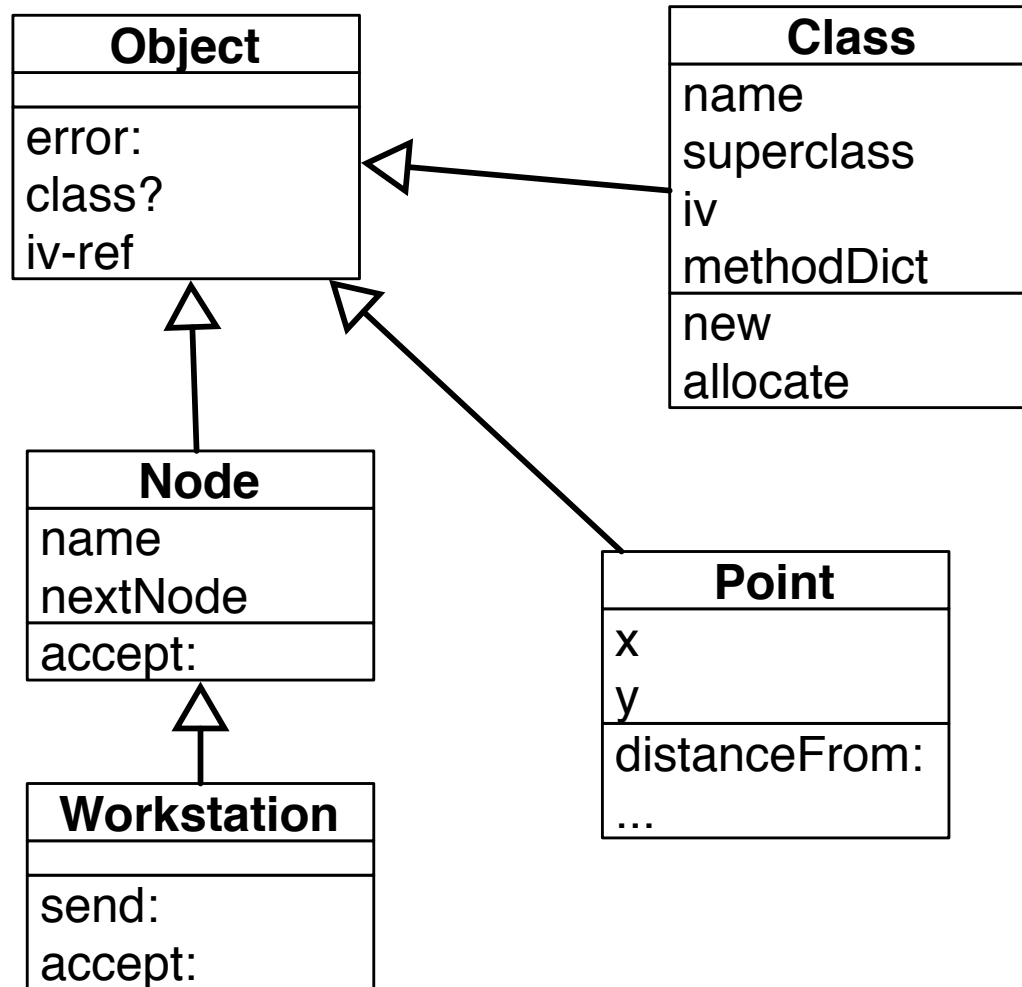 Object
error:
class?
iv-ref
Class
name
superclass
iv
methodDict
new
allocate
Node
name
nextNode
accept:
Point
x
y
distanceFrom:
...
Workstation
send:
accept: